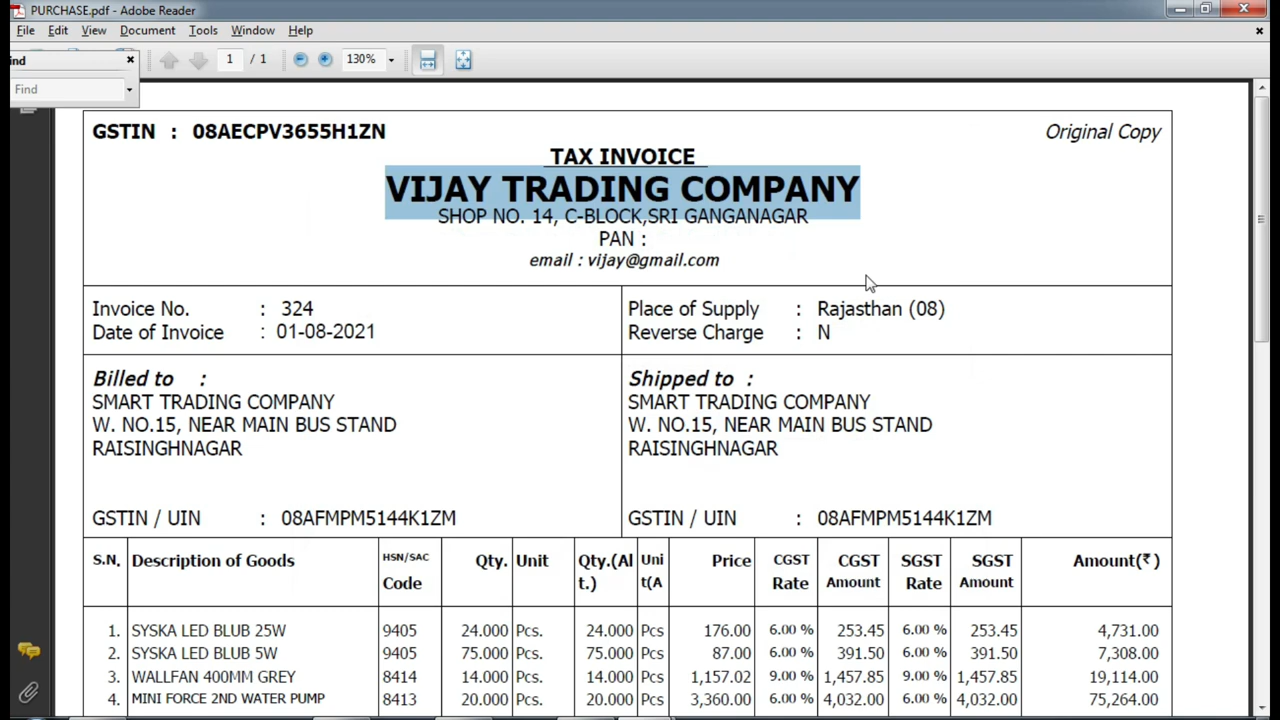 PURCHASE.pdf - Adobe Reader
File Edit View Document Tools Window Help
ind
1 / 1 130%
Find
GSTIN : 08AECPV3655H1ZN
Original Copy
TAX INVOICE
VIJAY TRADING COMPANY
SHOP NO. 14, C-BLOCK,SRI GANGANAGAR
PAN :
email : vijay@gmail.com
Invoice No. : 324
Date of Invoice : 01-08-2021
Place of Supply : Rajasthan (08)
Reverse Charge : N
Billed to :
SMART TRADING COMPANY
W. NO.15, NEAR MAIN BUS STAND
RAISINGHNAGAR
GSTIN / UIN : 08AFMPM5144K1ZM
Shipped to :
SMART TRADING COMPANY
W. NO.15, NEAR MAIN BUS STAND
RAISINGHNAGAR
GSTIN / UIN : 08AFMPM5144K1ZM
S.N. Description of Goods HSN/SAC Qty. Unit Qty.(Al Uni Price CGST CGST SGST SGST Amount(₹)
Code t.) t(A Rate Amount Rate Amount
1. SYSKA LED BLUB 25W 9405 24.000 Pcs. 24.000 Pcs 176.00 6.00 % 253.45 6.00 % 253.45 4,731.00
2. SYSKA LED BLUB 5W 9405 75.000 Pcs. 75.000 Pcs 87.00 6.00 % 391.50 6.00 % 391.50 7,308.00
3. WALLFAN 400MM GREY 8414 14.000 Pcs. 14.000 Pcs 1,157.02 9.00 % 1,457.85 9.00 % 1,457.85 19,114.00
4. MINI FORCE 2ND WATER PUMP 8413 20.000 Pcs. 20.000 Pcs 3,360.00 6.00 % 4,032.00 6.00 % 4,032.00 75,264.00